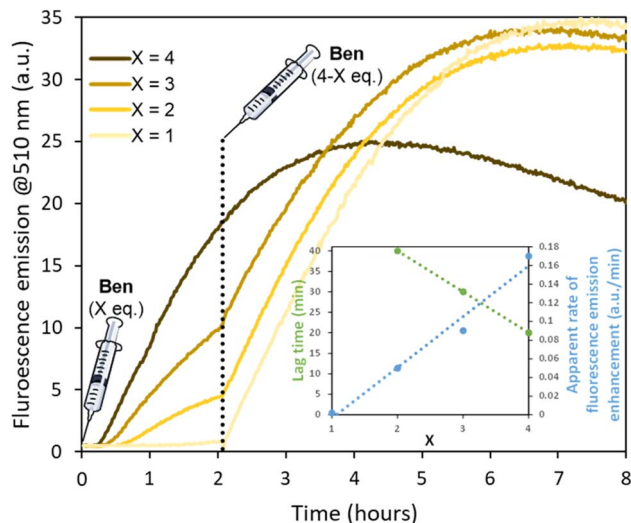 Fluroescence emission @510 nm (a.u.)
35
30
25
20
15
10
5
0
X = 4
X = 3
X = 2
X = 1
Ben
(4-X eq.)
Ben
(X eq.)
Lag time (min)
40
35
30
25
20
15
10
5
0
0.18
0.16
0.14
0.12
0.1
0.08
0.06
0.04
0.02
0
Apparent rate of
fluorescence emission
enhancement (a.u./min)
1 2 3 4
X
0 1 2 3 4 5 6 7 8
Time (hours)